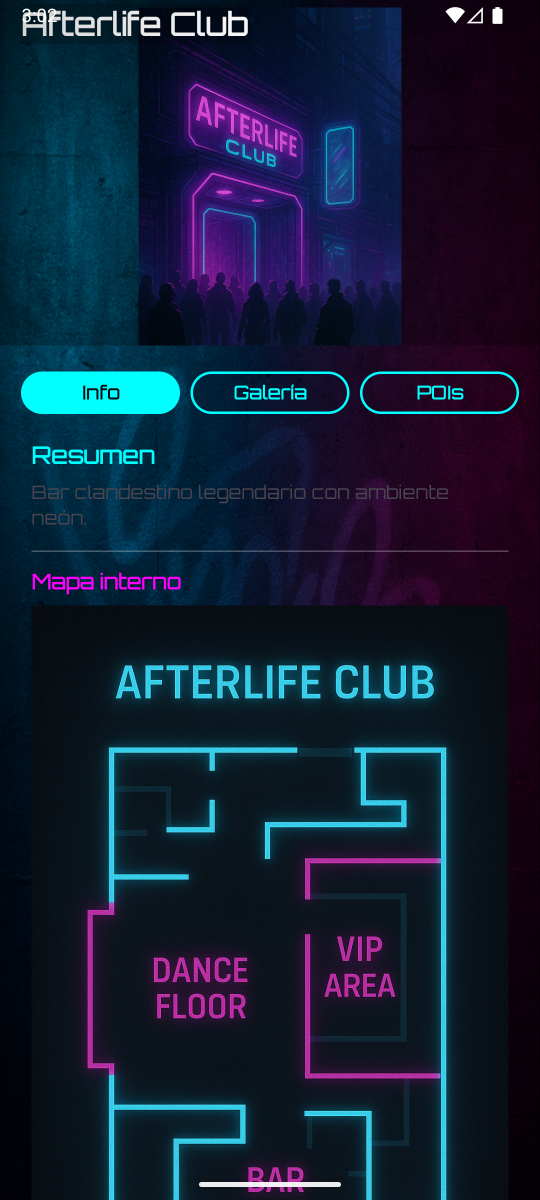 3:02
Afterlife Club
AFTERLIFE
CLUB
Info
Galería
POIs
Resumen
Bar clandestino legendario con ambiente
neón.
Mapa interno
AFTERLIFE CLUB
DANCE
FLOOR
VIP
AREA
BAR